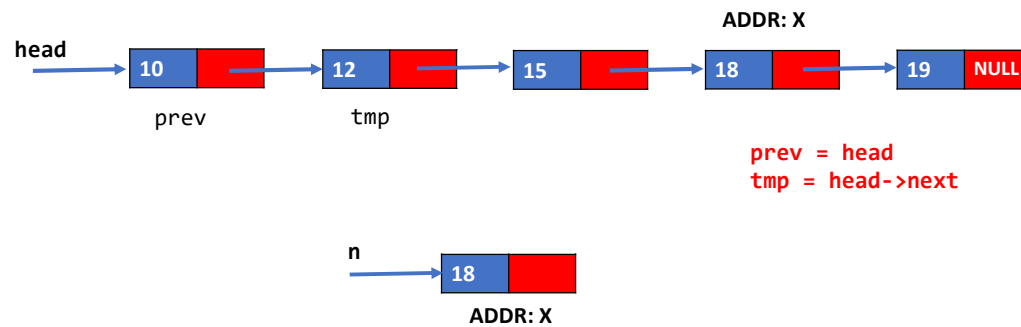 ADDR: X
head
10 12 15 18 19 NULL
prev tmp
prev = head
tmp = head->next
n
18
ADDR: X